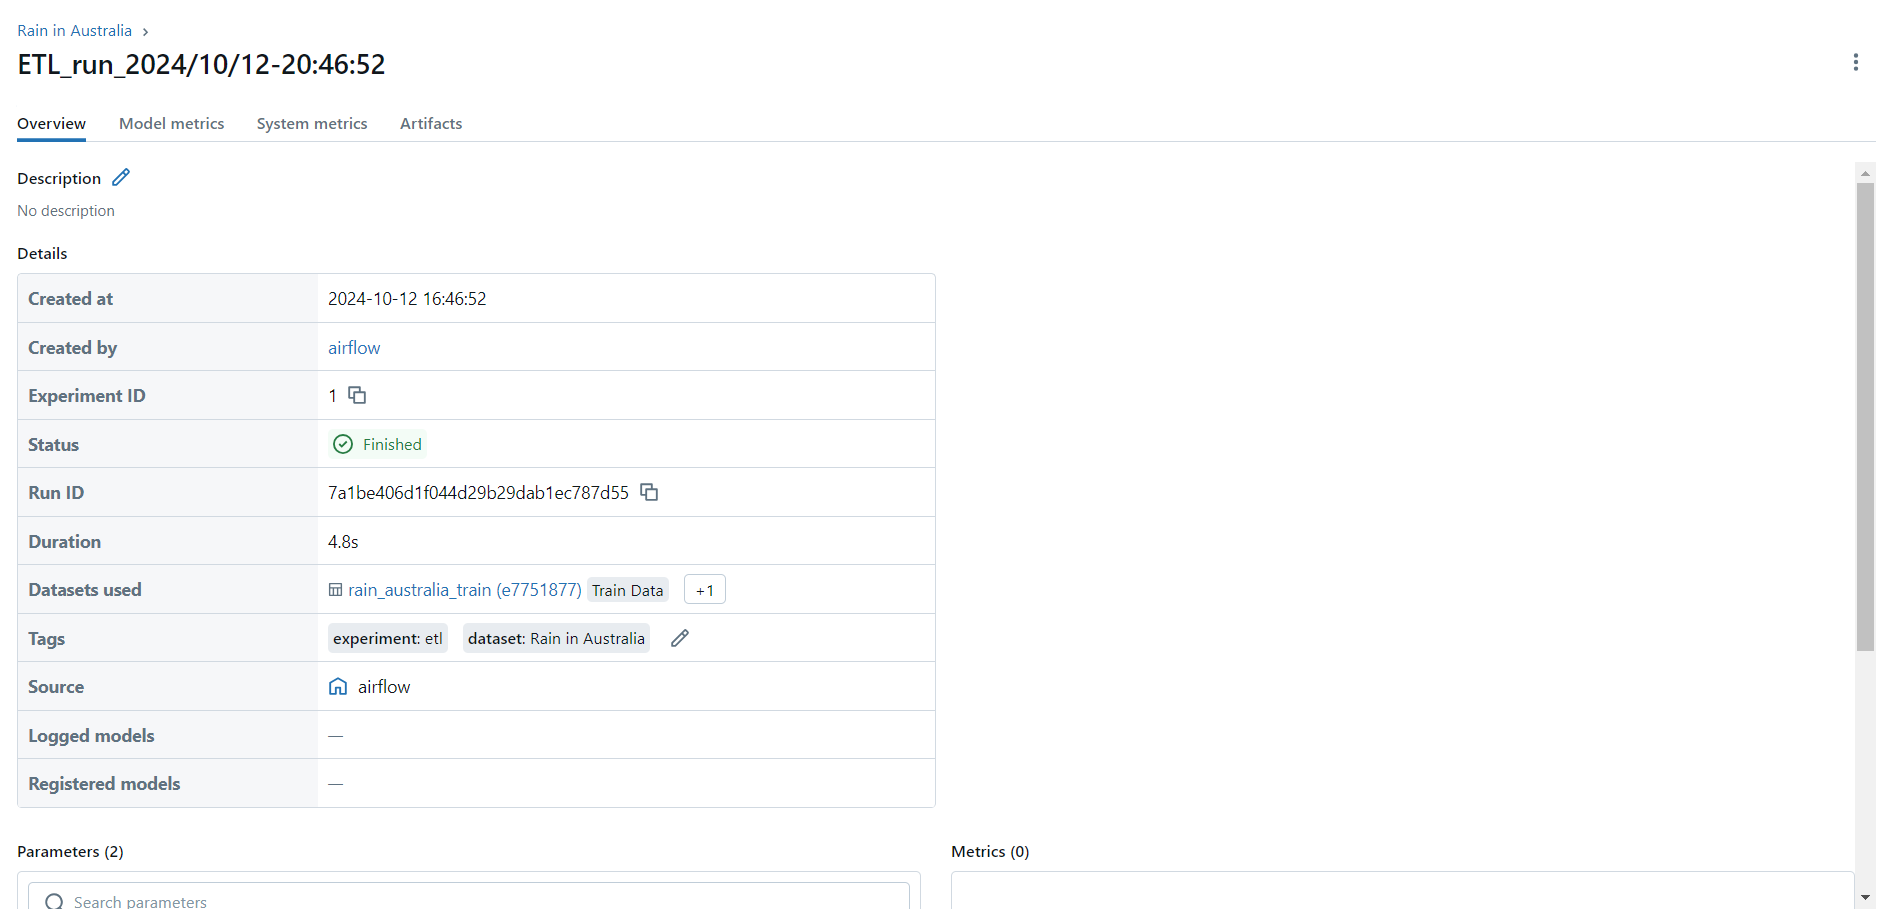 Rain in Australia ›
ETL_run_2024/10/12-20:46:52
Overview Model metrics System metrics Artifacts
Description
No description
Details
Created at 2024-10-12 16:46:52
Created by airflow
Experiment ID 1
Status Finished
Run ID 7a1be406d1f044d29b29dab1ec787d55
Duration 4.8s
Datasets used rain_australia_train (e7751877) Train Data +1
Tags experiment: etl dataset: Rain in Australia
Source airflow
Logged models —
Registered models —
Parameters (2) Metrics (0)
Search parameters